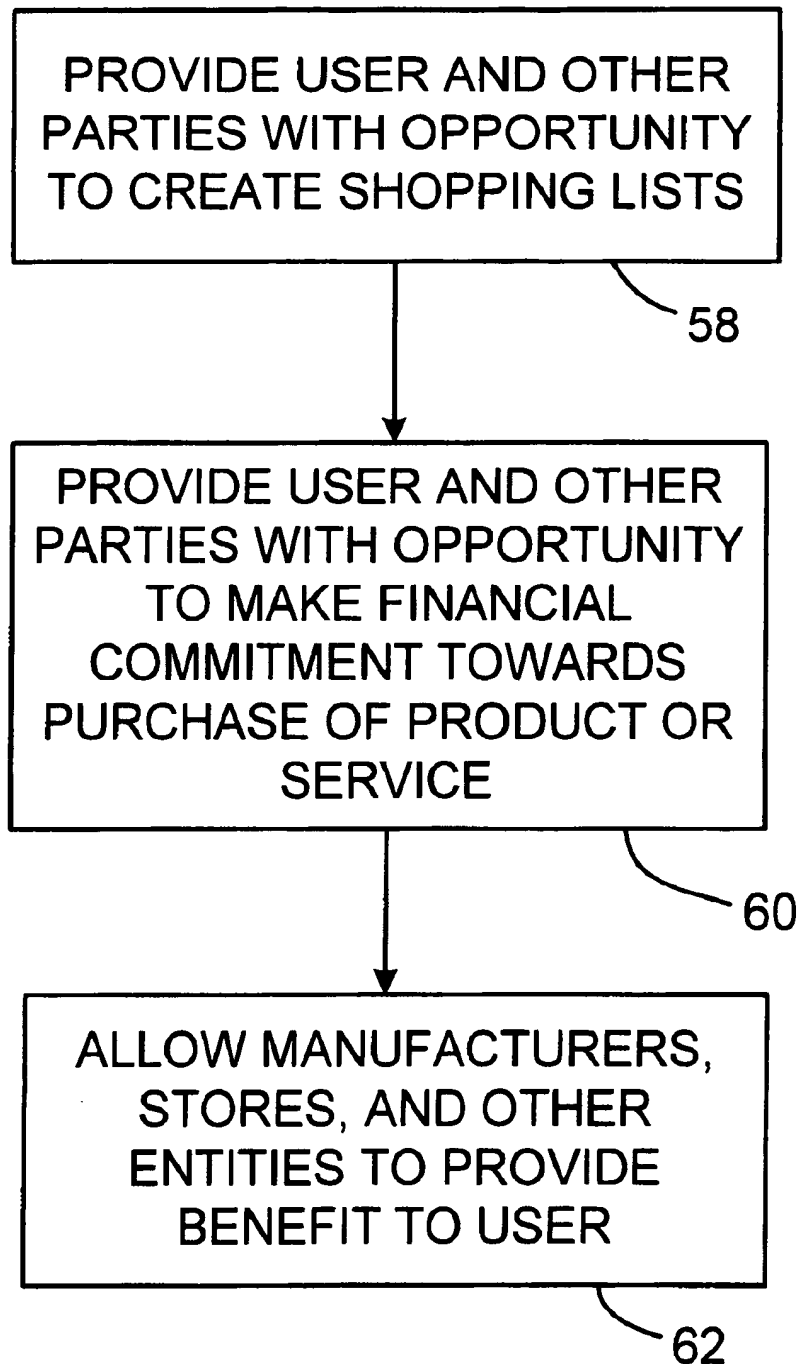 PROVIDE USER AND OTHER
PARTIES WITH OPPORTUNITY
TO CREATE SHOPPING LISTS
58
PROVIDE USER AND OTHER
PARTIES WITH OPPORTUNITY
TO MAKE FINANCIAL
COMMITMENT TOWARDS
PURCHASE OF PRODUCT OR
SERVICE
60
ALLOW MANUFACTURERS,
STORES, AND OTHER
ENTITIES TO PROVIDE
BENEFIT TO USER
62